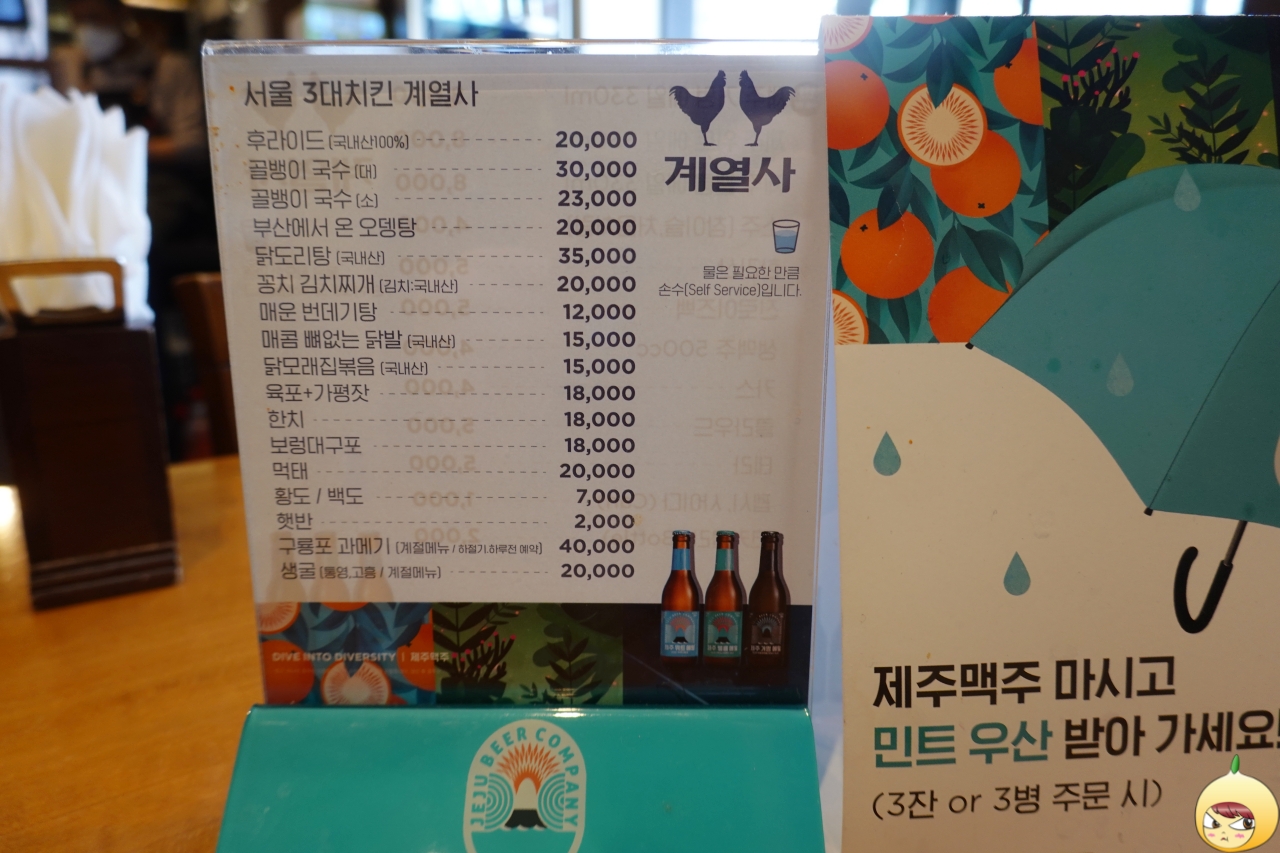 서울 3대치킨 계열사
후라이드 (국내산100%) 20,000
골뱅이 국수 (대) 30,000
골뱅이 국수 (소) 23,000
부산에서 온 오뎅탕 20,000
닭도리탕 (국내산) 35,000
꽁치 김치찌개 (김치:국내산) 20,000
매운 번데기탕 12,000
매콤 뼈없는 닭발 (국내산) 15,000
닭모래집볶음 (국내산) 15,000
육포+가평잣 18,000
한치 18,000
보령대구포 18,000
먹태 20,000
황도 / 백도 7,000
햇반 2,000
구룡포 과메기 (계절메뉴 / 하절기.하루전 예약) 40,000
생굴 (통영.고흥 / 계절메뉴) 20,000
계열사
물은 필요한 만큼
손수(Self Service)입니다.
DIVE INTO DIVERSITY | 제주맥주
JEJU BEER COMPANY
제주맥주 마시고
민트 우산 받아 가세요!
(3잔 or 3병 주문 시)